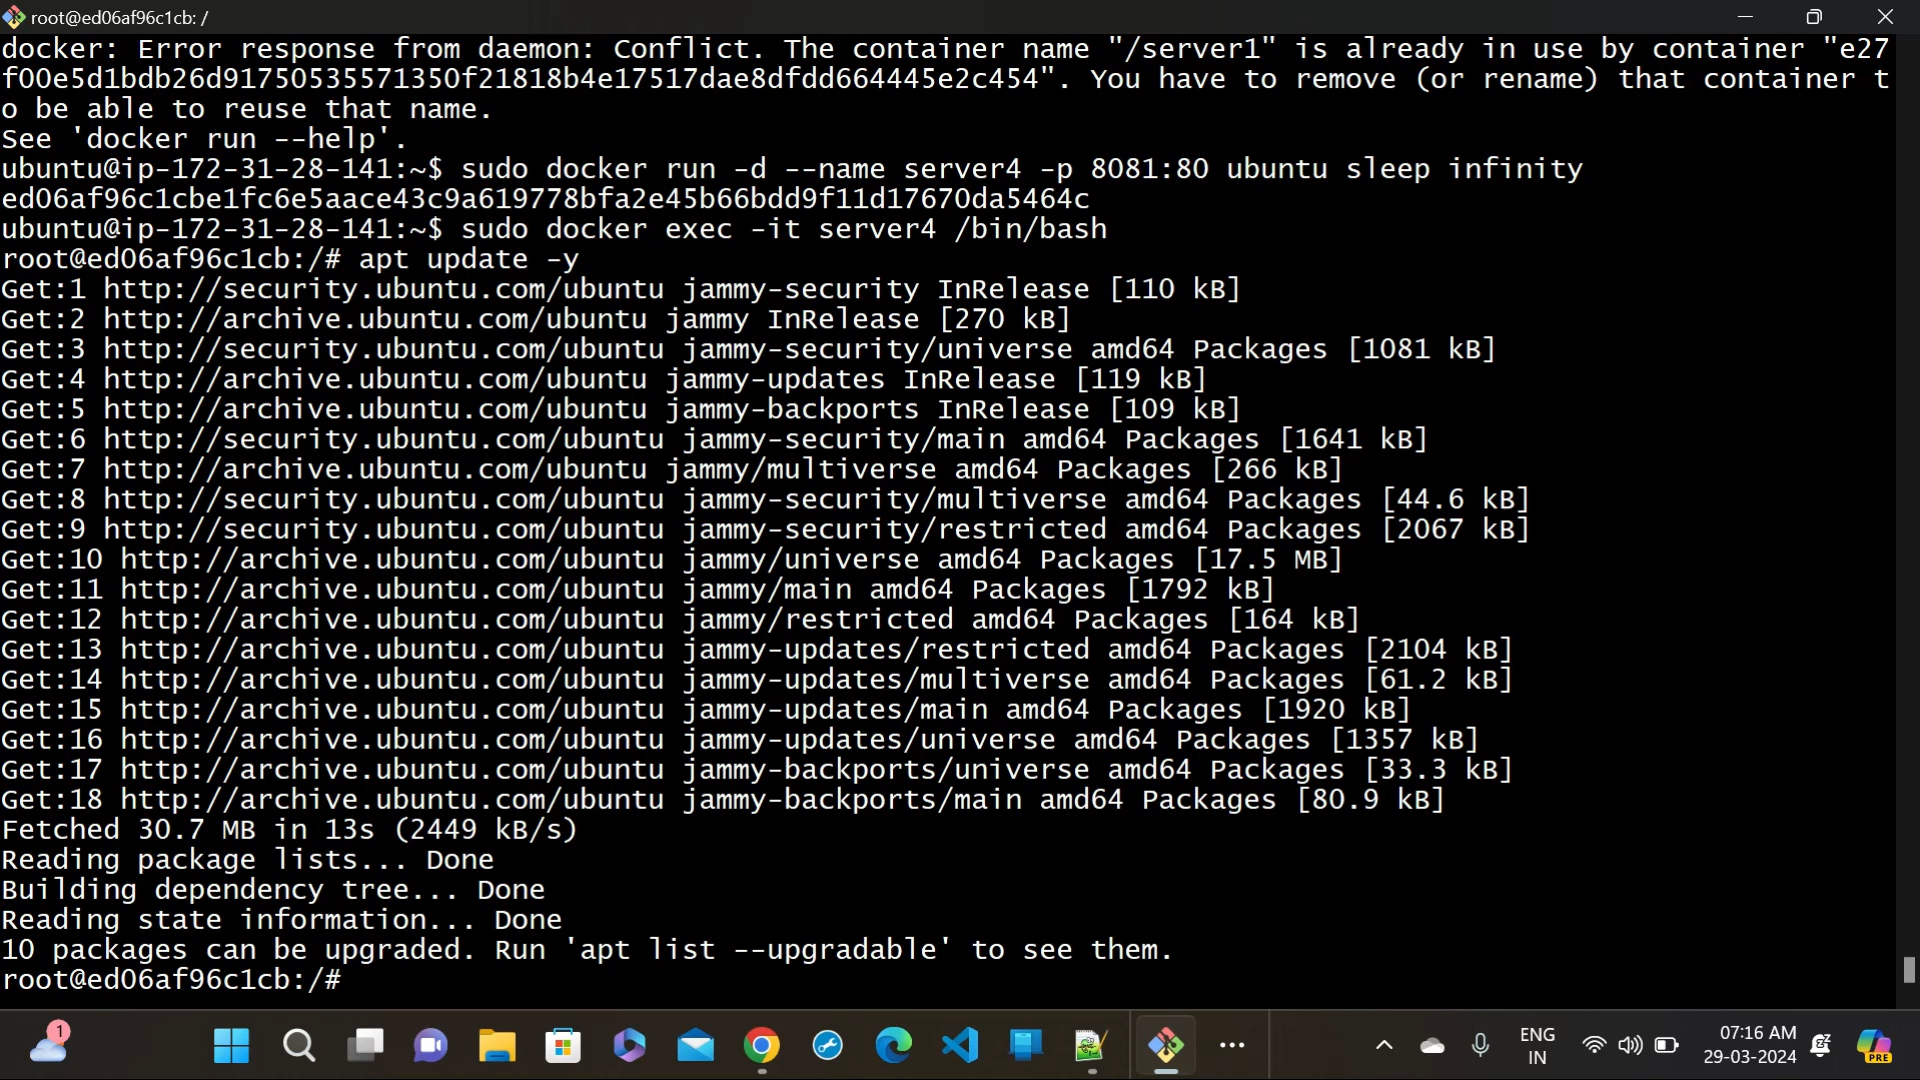 root@ed06af96c1cb: /
docker: Error response from daemon: Conflict. The container name "/server1" is already in use by container "e27
f00e5d1bdb26d91750535571350f21818b4e17517dae8dfdd664445e2c454". You have to remove (or rename) that container t
o be able to reuse that name.
See 'docker run --help'.
ubuntu@ip-172-31-28-141:~$ sudo docker run -d --name server4 -p 8081:80 ubuntu sleep infinity
ed06af96c1cbe1fc6e5aace43c9a619778bfa2e45b66bdd9f11d17670da5464c
ubuntu@ip-172-31-28-141:~$ sudo docker exec -it server4 /bin/bash
root@ed06af96c1cb:/# apt update -y
Get:1 http://security.ubuntu.com/ubuntu jammy-security InRelease [110 kB]
Get:2 http://archive.ubuntu.com/ubuntu jammy InRelease [270 kB]
Get:3 http://security.ubuntu.com/ubuntu jammy-security/universe amd64 Packages [1081 kB]
Get:4 http://archive.ubuntu.com/ubuntu jammy-updates InRelease [119 kB]
Get:5 http://archive.ubuntu.com/ubuntu jammy-backports InRelease [109 kB]
Get:6 http://security.ubuntu.com/ubuntu jammy-security/main amd64 Packages [1641 kB]
Get:7 http://archive.ubuntu.com/ubuntu jammy/multiverse amd64 Packages [266 kB]
Get:8 http://security.ubuntu.com/ubuntu jammy-security/multiverse amd64 Packages [44.6 kB]
Get:9 http://security.ubuntu.com/ubuntu jammy-security/restricted amd64 Packages [2067 kB]
Get:10 http://archive.ubuntu.com/ubuntu jammy/universe amd64 Packages [17.5 MB]
Get:11 http://archive.ubuntu.com/ubuntu jammy/main amd64 Packages [1792 kB]
Get:12 http://archive.ubuntu.com/ubuntu jammy/restricted amd64 Packages [164 kB]
Get:13 http://archive.ubuntu.com/ubuntu jammy-updates/restricted amd64 Packages [2104 kB]
Get:14 http://archive.ubuntu.com/ubuntu jammy-updates/multiverse amd64 Packages [61.2 kB]
Get:15 http://archive.ubuntu.com/ubuntu jammy-updates/main amd64 Packages [1920 kB]
Get:16 http://archive.ubuntu.com/ubuntu jammy-updates/universe amd64 Packages [1357 kB]
Get:17 http://archive.ubuntu.com/ubuntu jammy-backports/universe amd64 Packages [33.3 kB]
Get:18 http://archive.ubuntu.com/ubuntu jammy-backports/main amd64 Packages [80.9 kB]
Fetched 30.7 MB in 13s (2449 kB/s)
Reading package lists... Done
Building dependency tree... Done
Reading state information... Done
10 packages can be upgraded. Run 'apt list --upgradable' to see them.
root@ed06af96c1cb:/#
1
ENG
IN
07:16 AM
29-03-2024
PRE